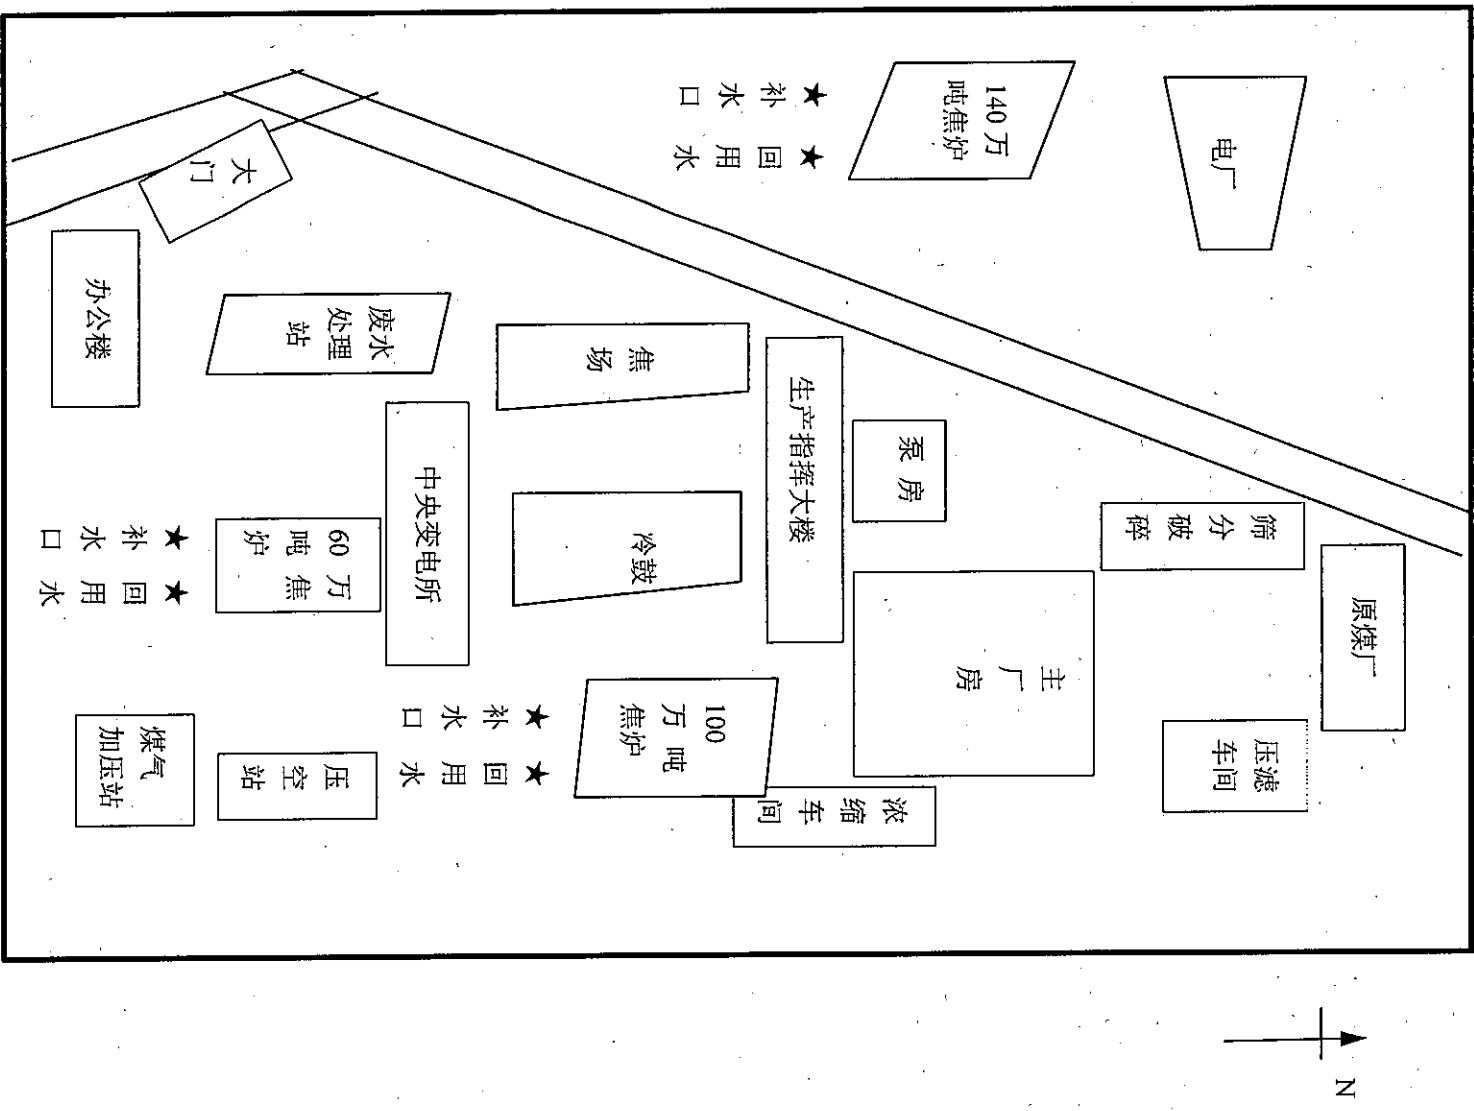 原煤厂
电厂
筛分破碎
压滤
车间
140万
吨焦炉
★补水口
★回用水
泵房
主厂房
浓缩车间
生产指挥大楼
焦场
冷鼓
100
万吨
焦炉
★补水口
★回用水
中央变电所
废水
处理
站
60万
吨焦
炉
★补水口
★回用水
压空站
大门
办公楼
煤气
加压站
N